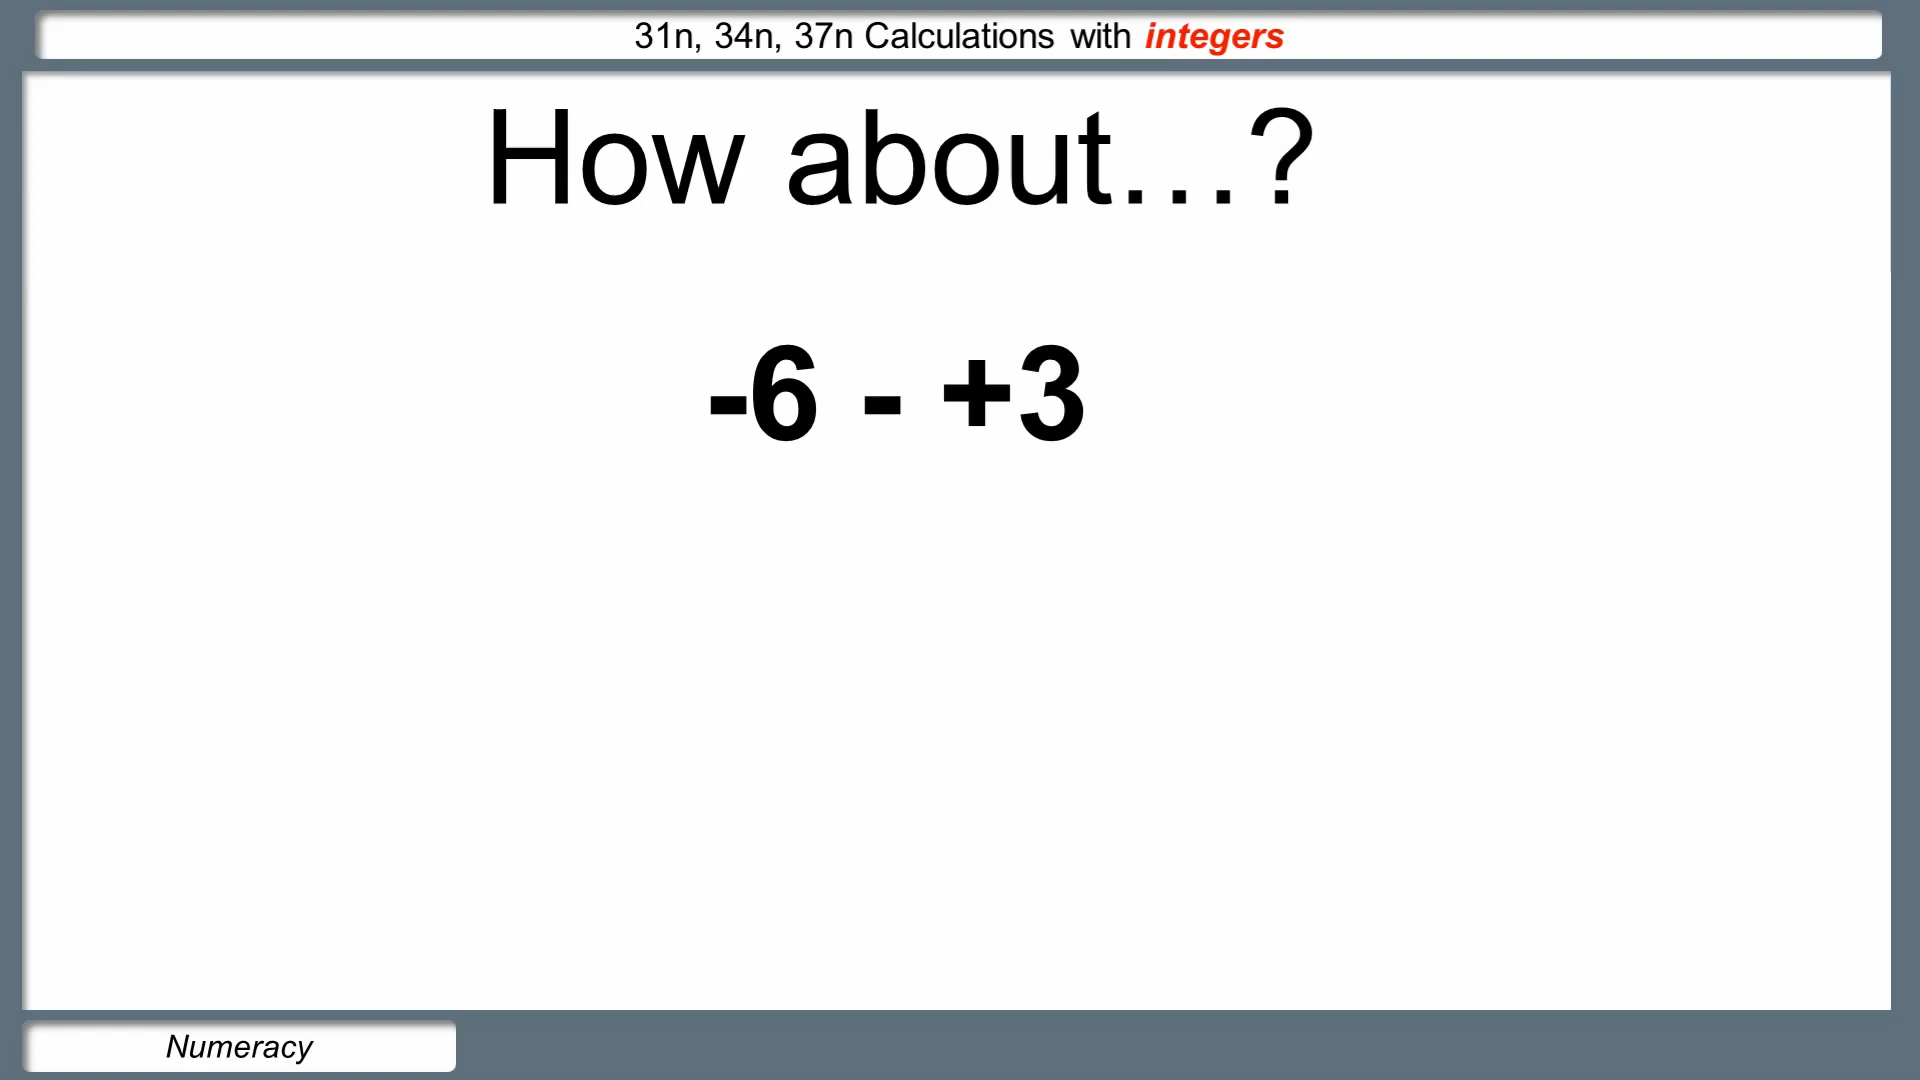 31n, 34n, 37n Calculations with integers
How about…?
-6 - +3
Numeracy